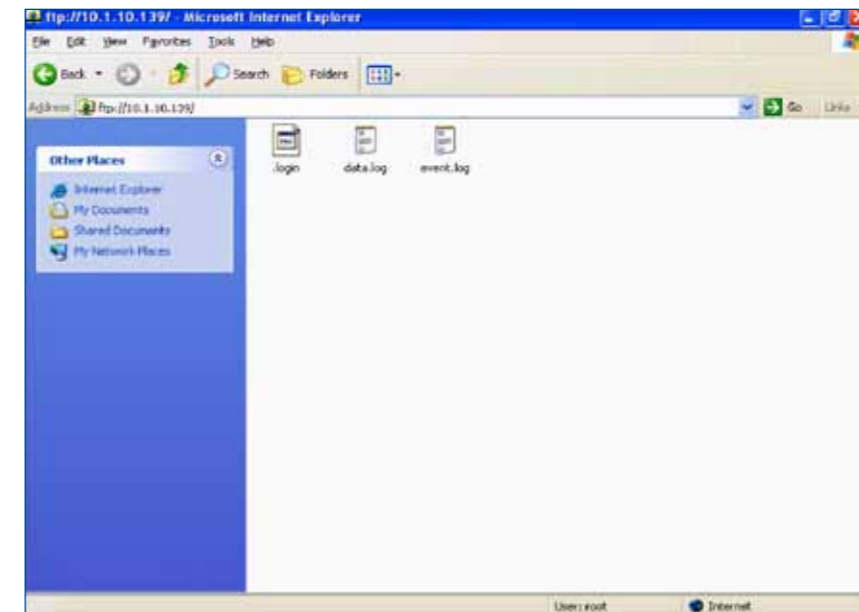 ftp://10.1.10.139/ - Microsoft Internet Explorer
File Edit View Favorites Tools Help
Back Search Folders
Address ftp://10.1.10.139/ Go Links
Other Places
Internet Explorer
My Documents
Shared Documents
My Network Places
.login data.log event.log
User: root Internet